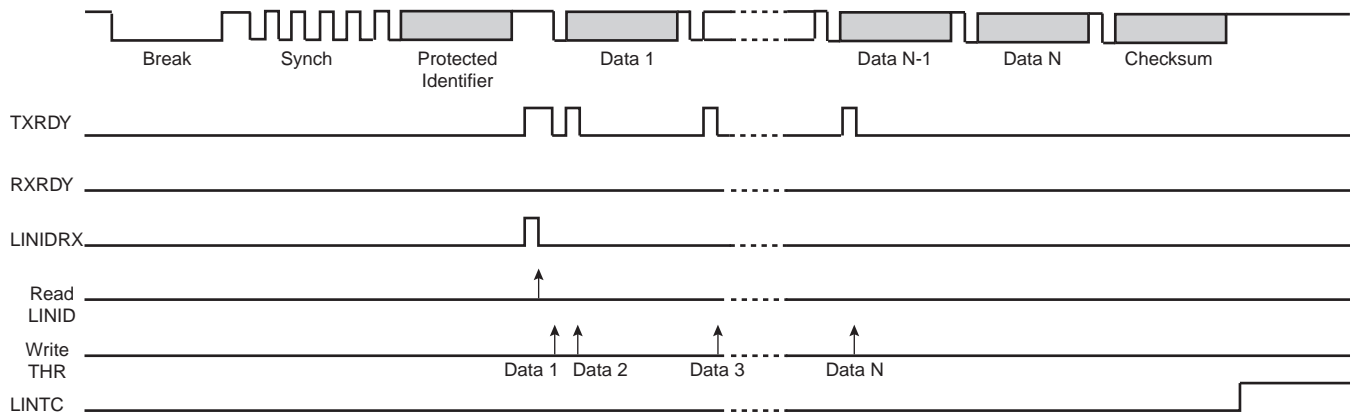 Break Synch Protected Data 1 Data N-1 Data N Checksum
Identifier
TXRDY
RXRDY
LINIDRX
Read
LINID
Write
THR
Data 1 Data 2 Data 3 Data N
LINTC